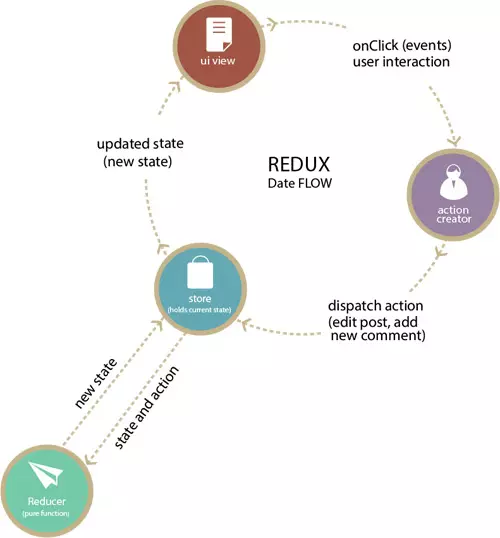 ui view
onClick (events)
user interaction
updated state
(new state)
REDUX
Date FLOW
action
creator
store
(holds current state)
dispatch action
(edit post, add
new comment)
new state
state and action
Reducer
(pure function)